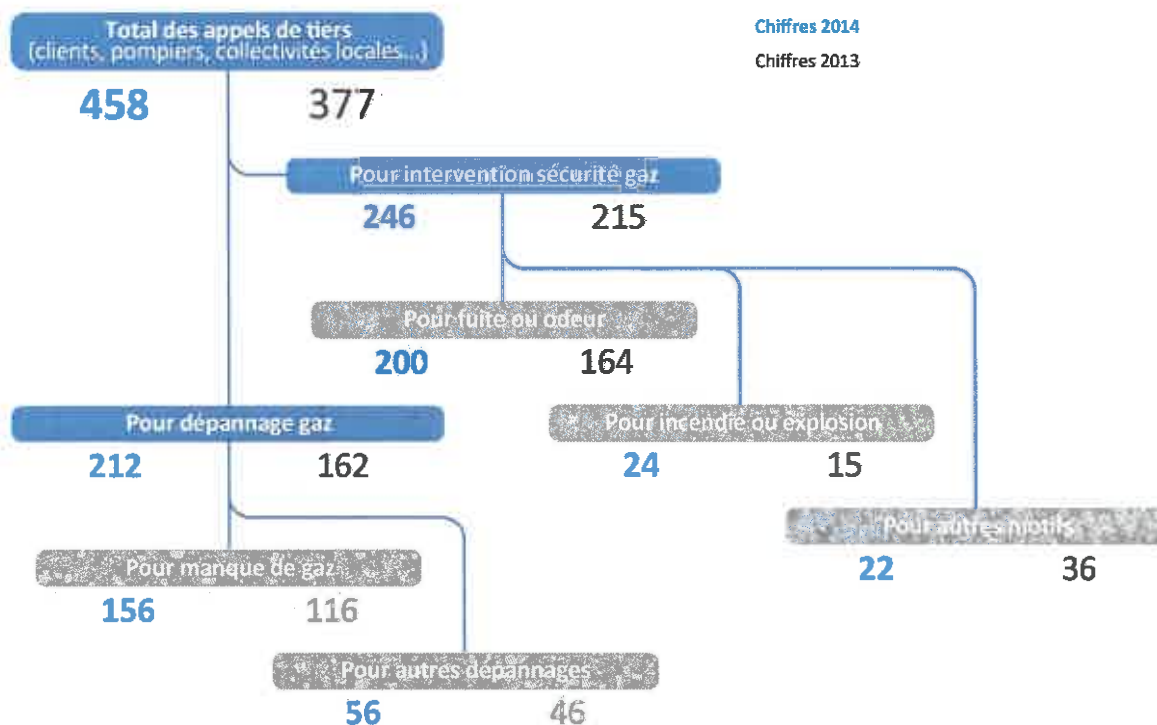 Total des appels de tiers
(clients, pompiers, collectivités locales...)
458 377
Chiffres 2014
Chiffres 2013
Pour intervention sécurité gaz
246 215
Pour fuite ou odeur
200 164
Pour dépannage gaz
212 162
Pour incendie ou explosion
24 15
Pour autres motifs
22 36
Pour manque de gaz
156 116
Pour autres dépannages
56 46